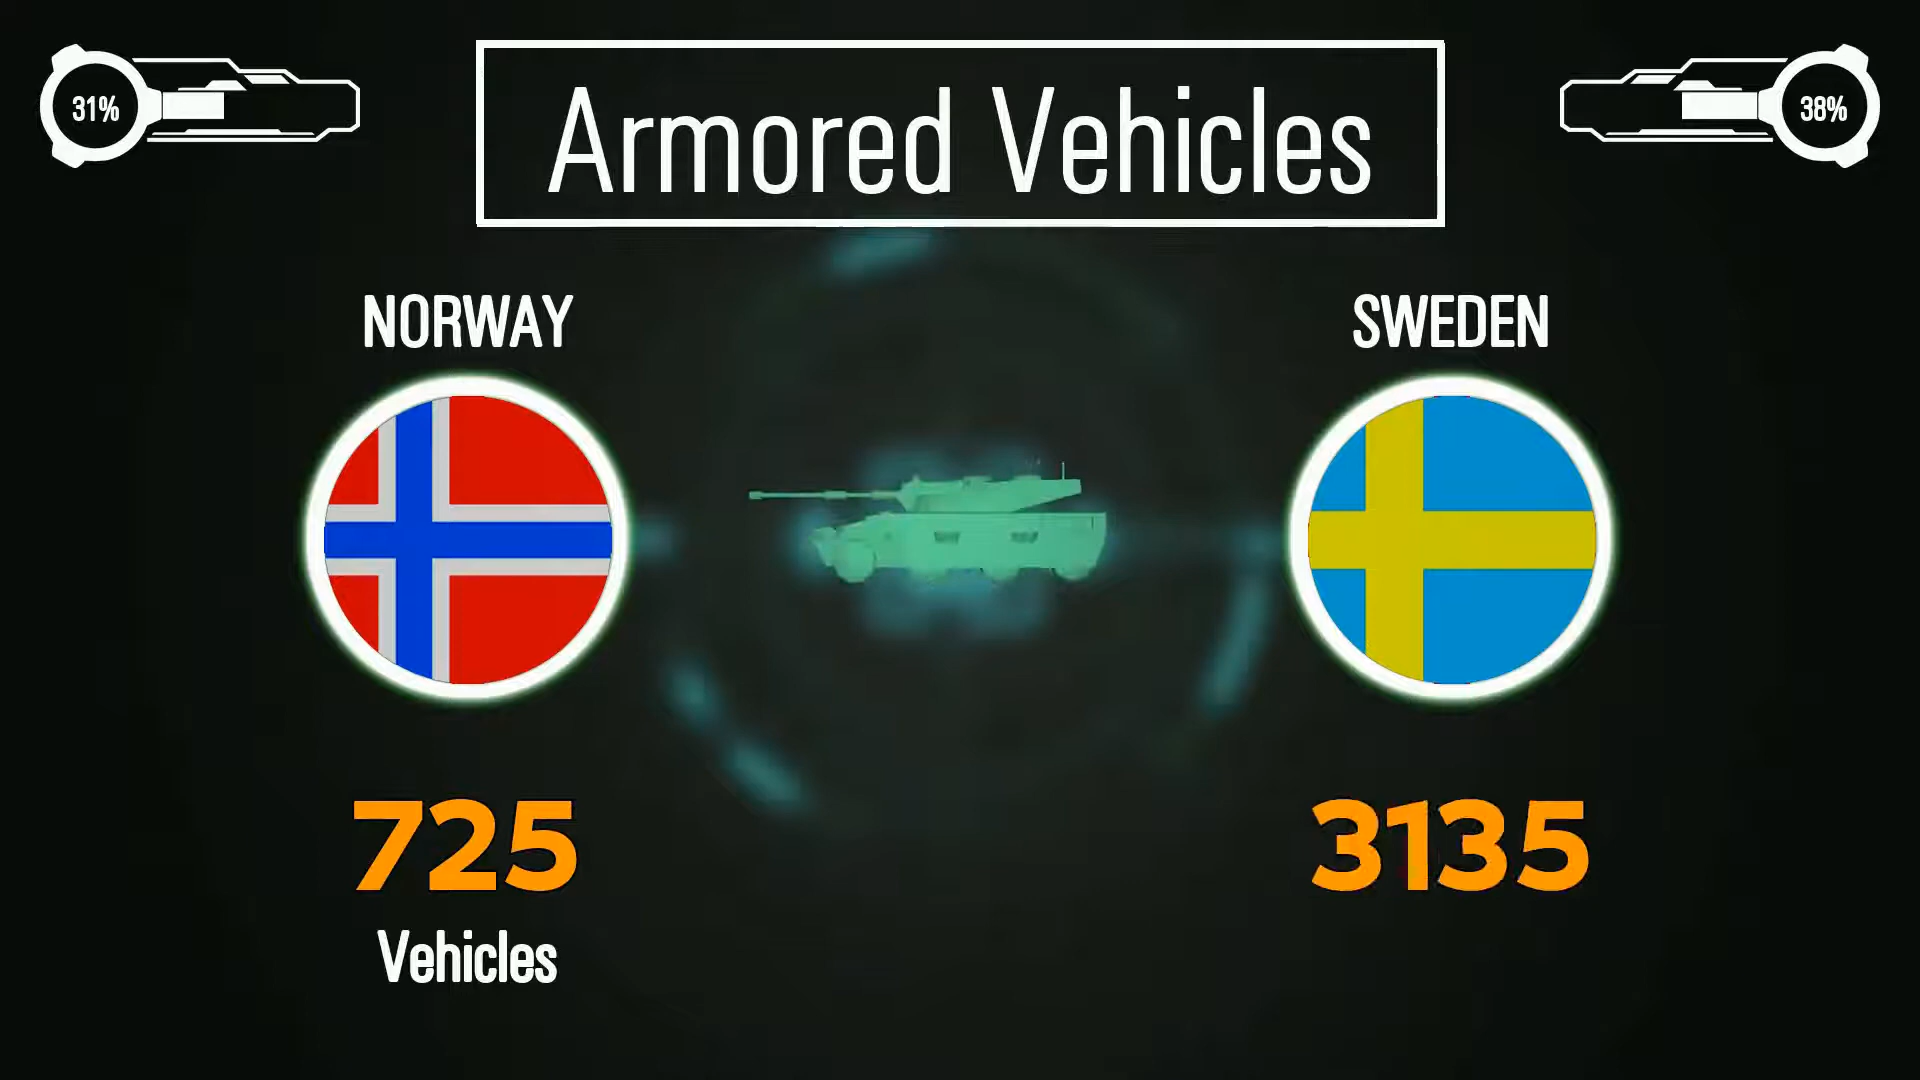 31%
Armored Vehicles
38%
NORWAY
SWEDEN
725
3135
Vehicles